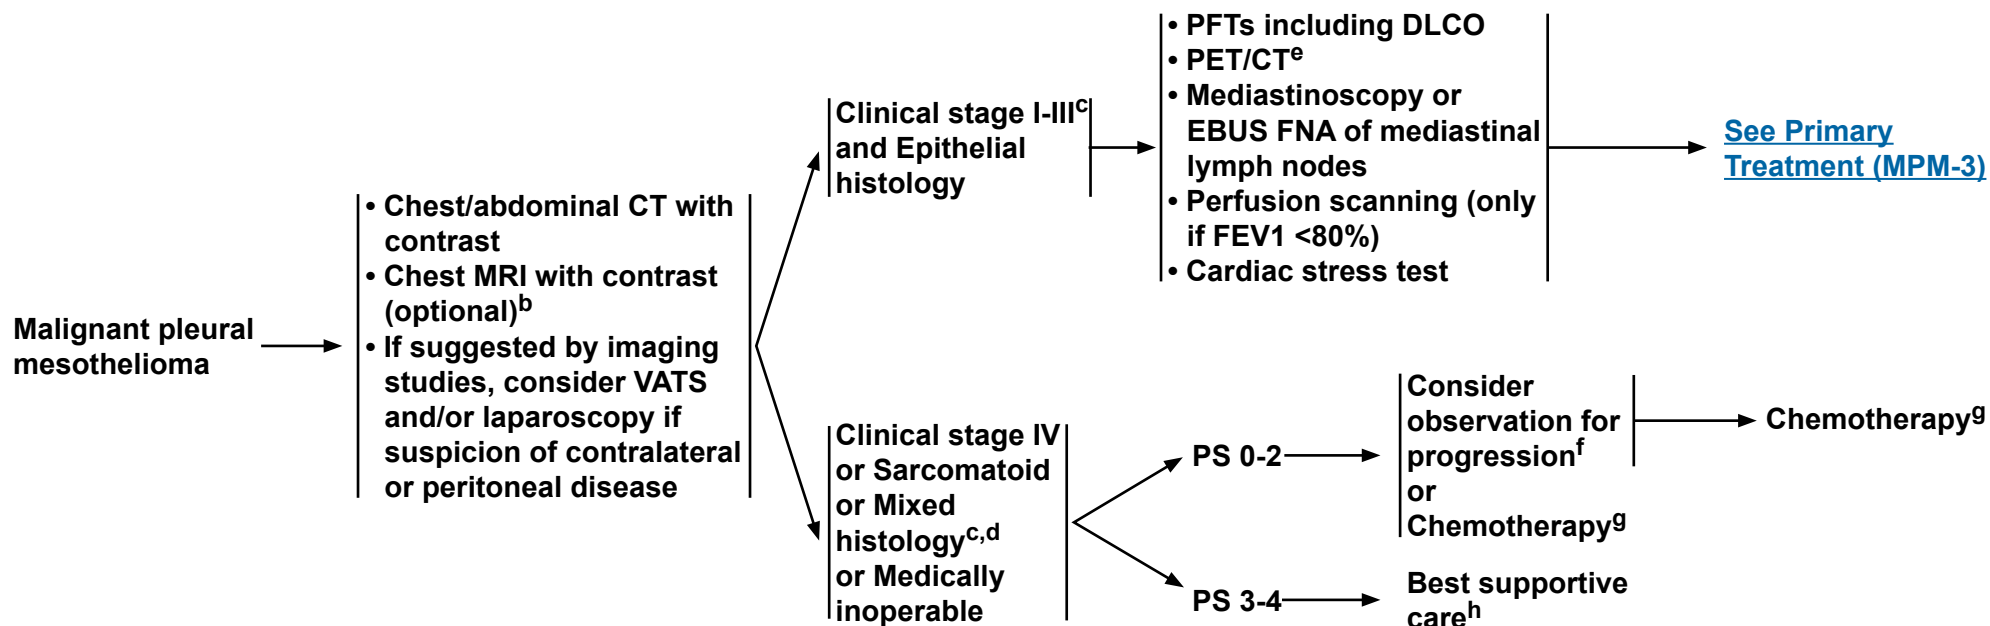 Malignant pleural
mesothelioma
• Chest/abdominal CT with
contrast
• Chest MRI with contrast
(optional)b
• If suggested by imaging
studies, consider VATS
and/or laparoscopy if
suspicion of contralateral
or peritoneal disease
Clinical stage I-IIIc
and Epithelial
histology
• PFTs including DLCO
• PET/CTe
• Mediastinoscopy or
EBUS FNA of mediastinal
lymph nodes
• Perfusion scanning (only
if FEV1 <80%)
• Cardiac stress test
See Primary
Treatment (MPM-3)
Clinical stage IV
or Sarcomatoid
or Mixed
histologyc,d
or Medically
inoperable
PS 0-2
Consider
observation for
progressionf
or
Chemotherapyg
Chemotherapyg
PS 3-4
Best supportive
careh